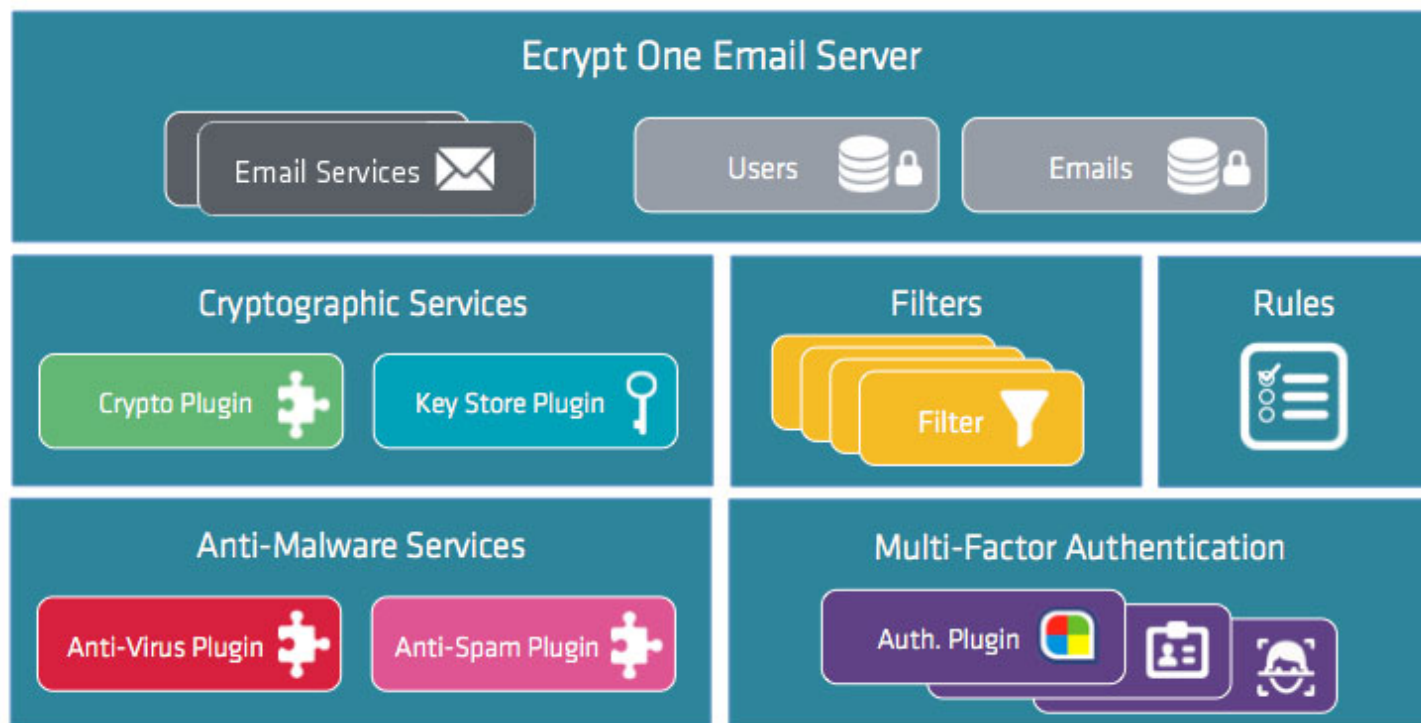 Ecrypt One Email Server
Email Services
Users
Emails
Cryptographic Services
Crypto Plugin
Key Store Plugin
Filters
Filter
Rules
Anti-Malware Services
Anti-Virus Plugin
Anti-Spam Plugin
Multi-Factor Authentication
Auth. Plugin